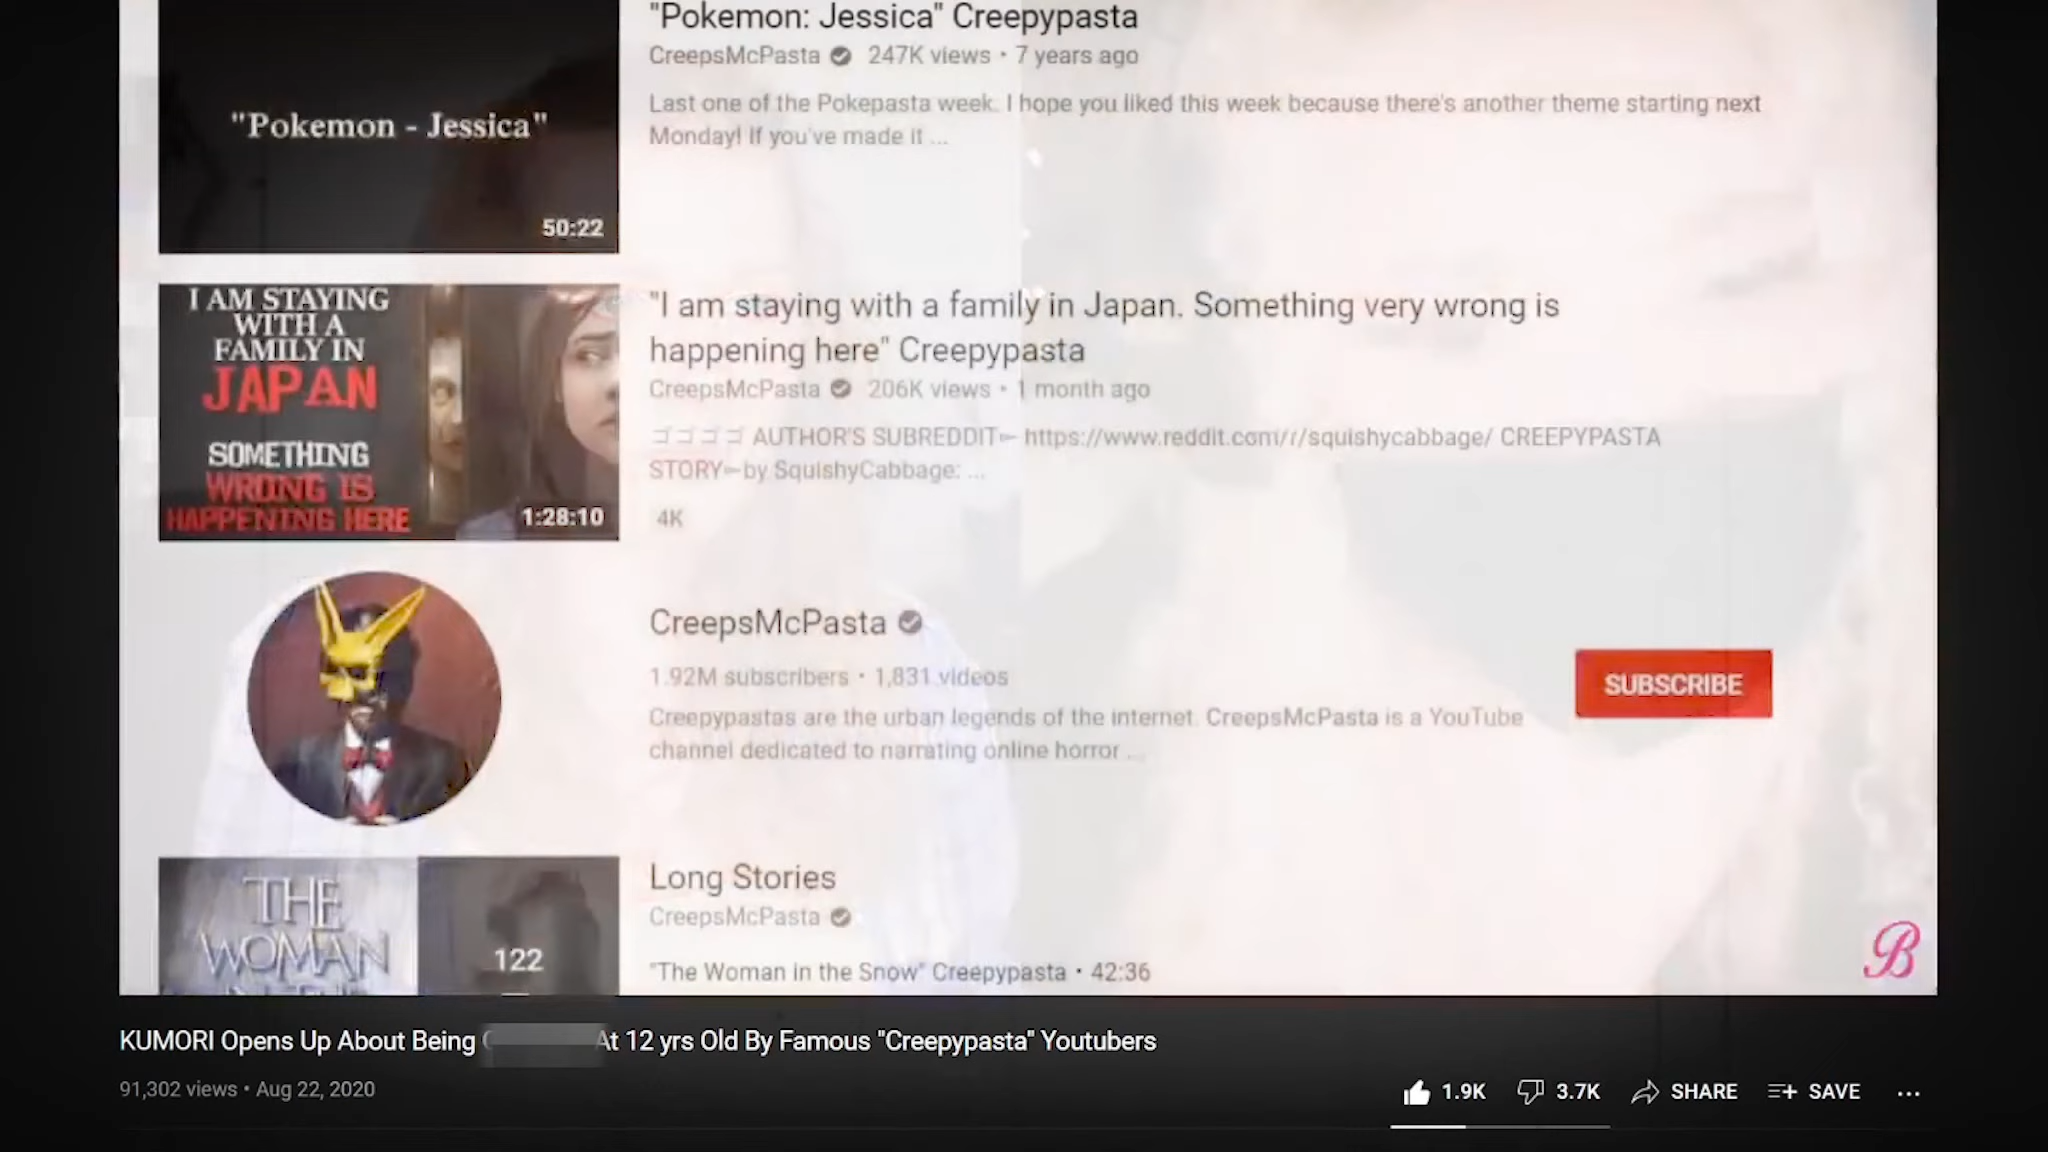 "Pokemon: Jessica" Creepypasta
CreepsMcPasta 247K views • 7 years ago
Last one of the Pokepasta week. I hope you liked this week because there's another theme starting next
Monday! If you've made it ...
"Pokemon - Jessica"
50:22
I AM STAYING
WITH A
FAMILY IN
JAPAN
SOMETHING
WRONG IS
HAPPENING HERE
1:28:10
"I am staying with a family in Japan. Something very wrong is
happening here" Creepypasta
CreepsMcPasta 206K views • 1 month ago
ゴゴゴゴ AUTHOR'S SUBREDDIT► https://www.reddit.com/r/squishycabbage/ CREEPYPASTA
STORY►by SquishyCabbage: ...
4K
CreepsMcPasta
1.92M subscribers • 1,831 videos
Creepypastas are the urban legends of the internet. CreepsMcPasta is a YouTube
channel dedicated to narrating online horror ...
SUBSCRIBE
THE
WOMAN
122
Long Stories
CreepsMcPasta
"The Woman in the Snow" Creepypasta • 42:36
B
KUMORI Opens Up About Being At 12 yrs Old By Famous "Creepypasta" Youtubers
91,302 views • Aug 22, 2020
1.9K 3.7K SHARE SAVE ...